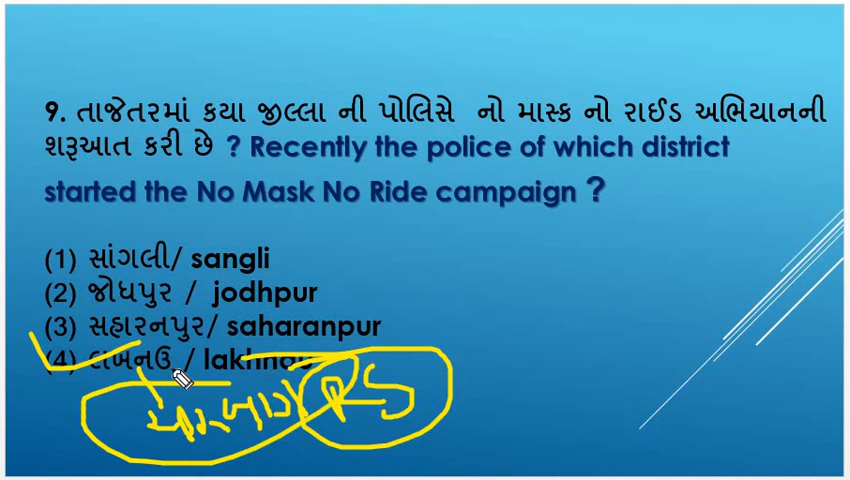 9. તાજેતરમાં કયા જીલ્લા ની પોલિસે નો માસ્ક નો રાઈડ અભિયાનની
શરૂઆત કરી છે ? Recently the police of which district
started the No Mask No Ride campaign ?
(1) સાંગલી/ sangli
(2) જોધપુર / jodhpur
(3) સહારનપુર/ saharanpur
(4) લખનઉ / lakhnau